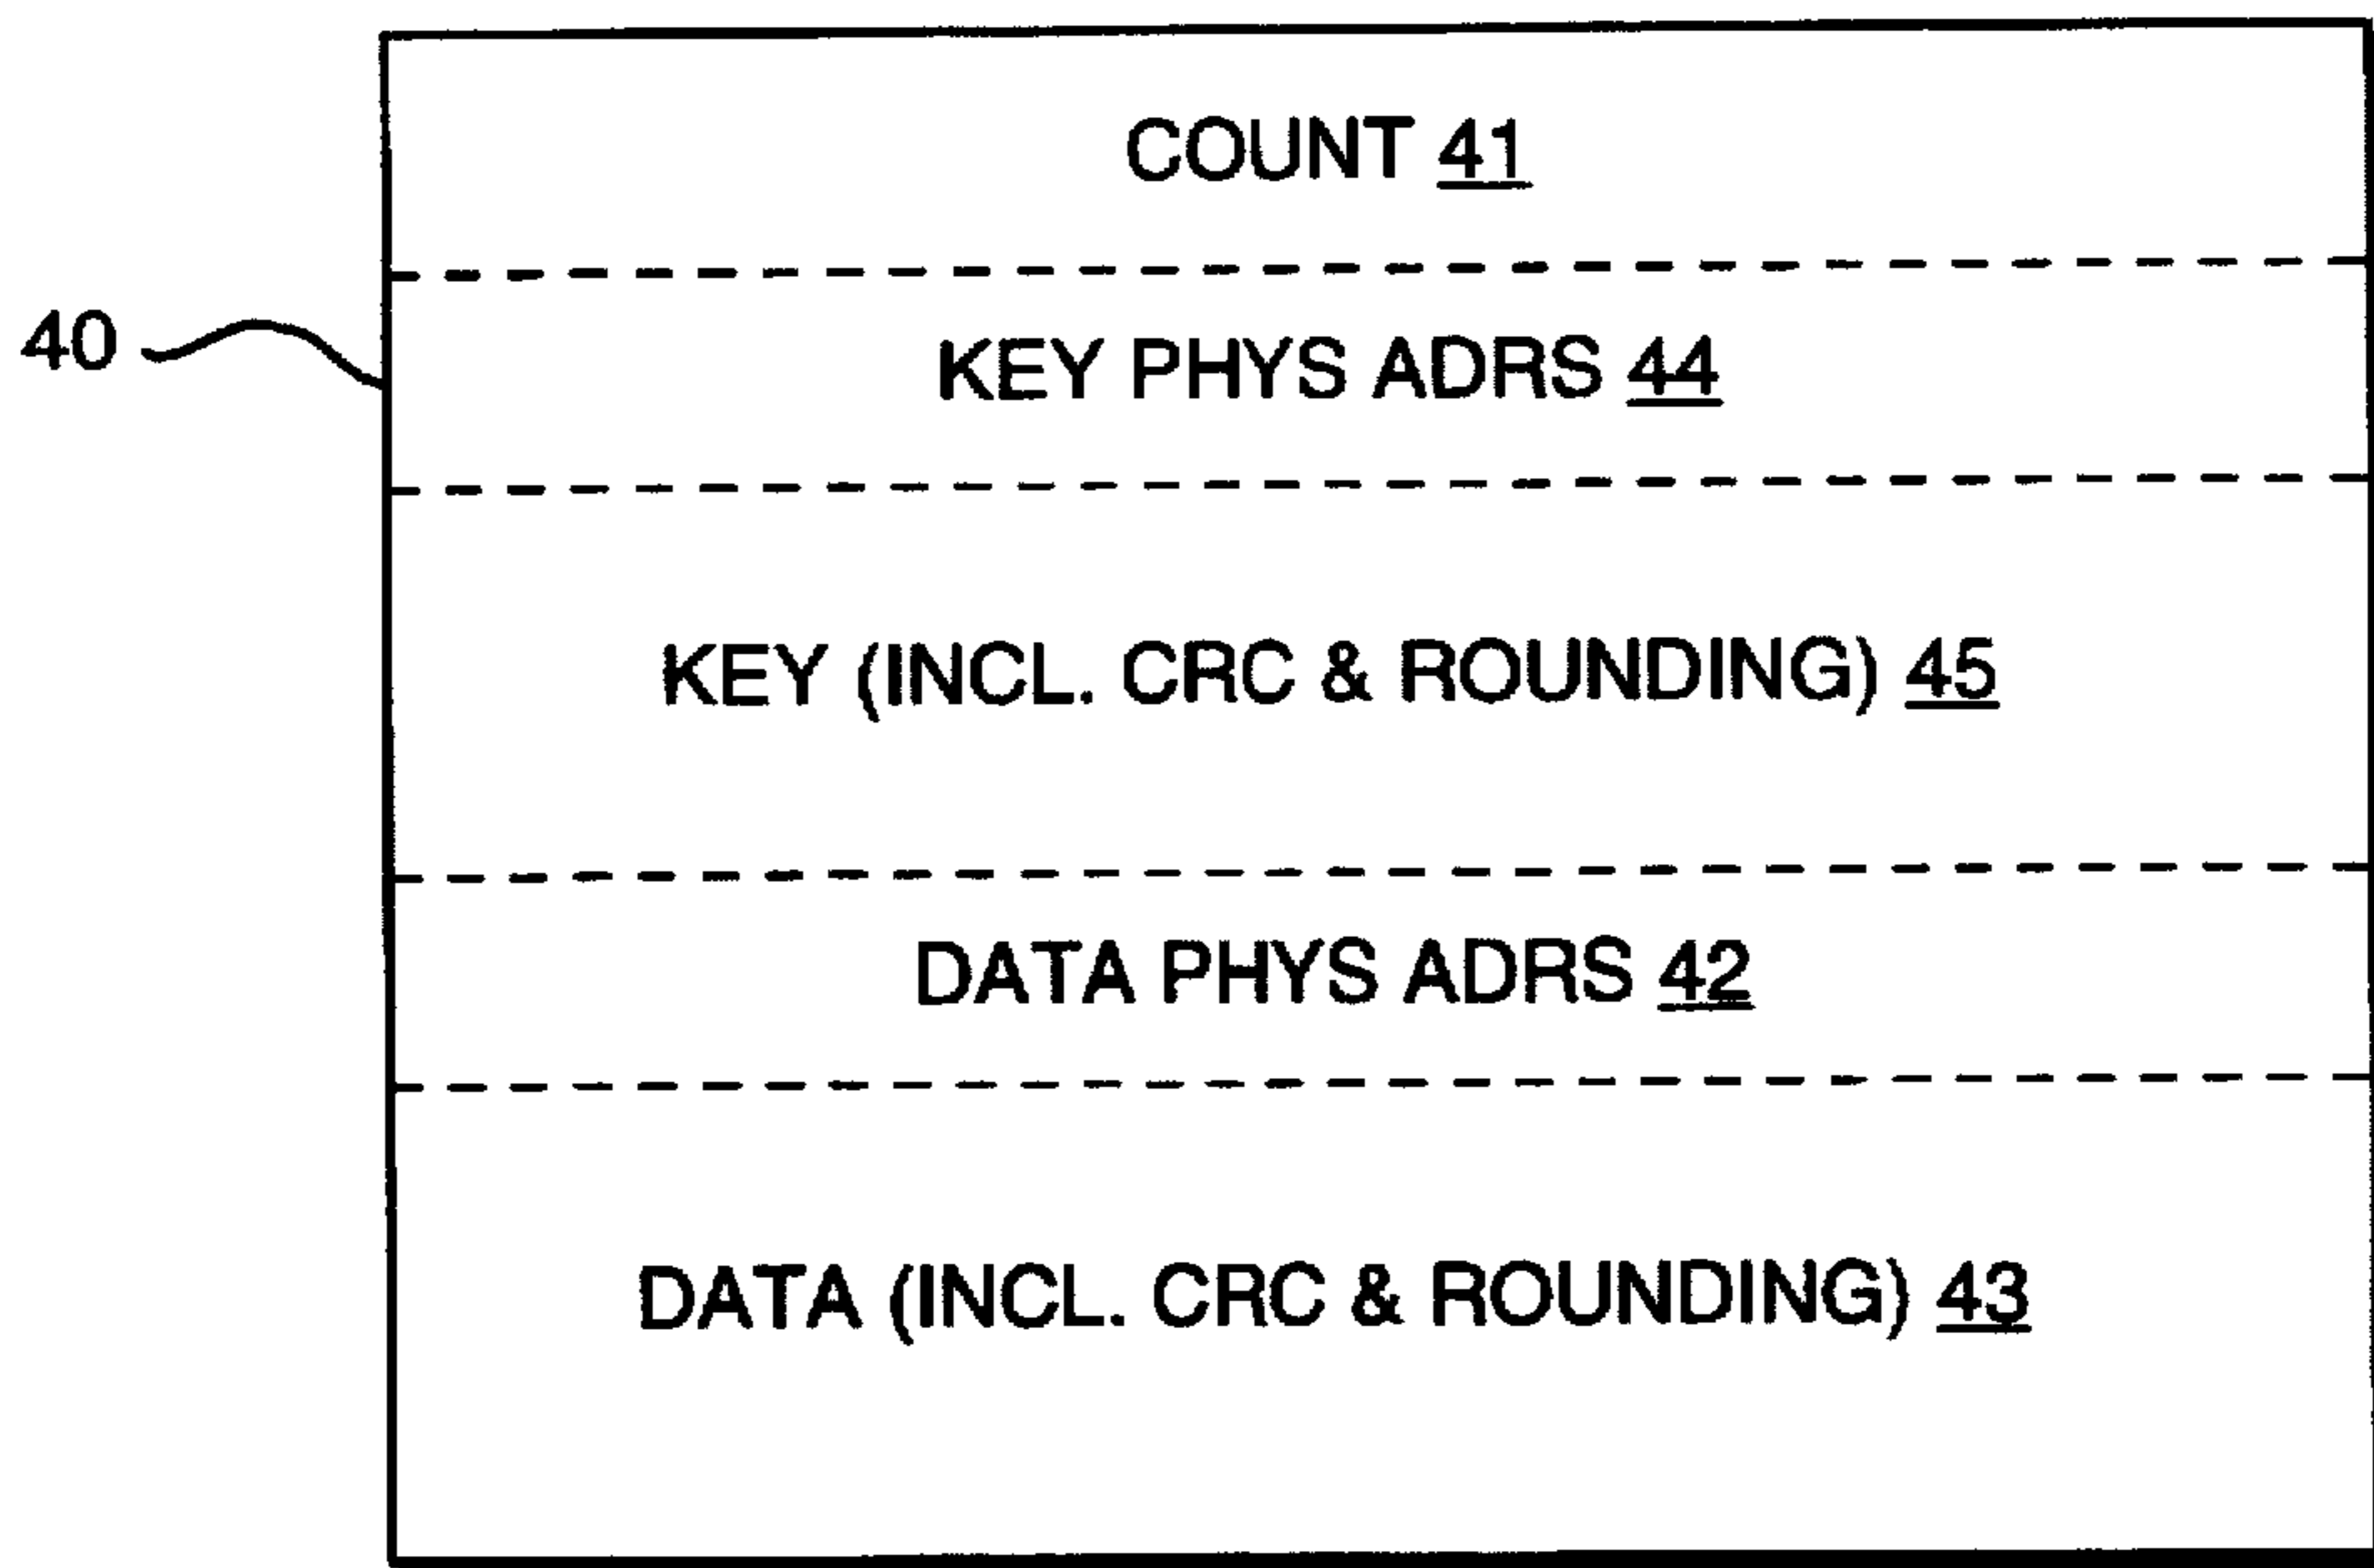 COUNT 41
40
KEY PHYS ADRS 44
KEY (INCL. CRC & ROUNDING) 45
DATA PHYS ADRS 42
DATA (INCL. CRC & ROUNDING) 43